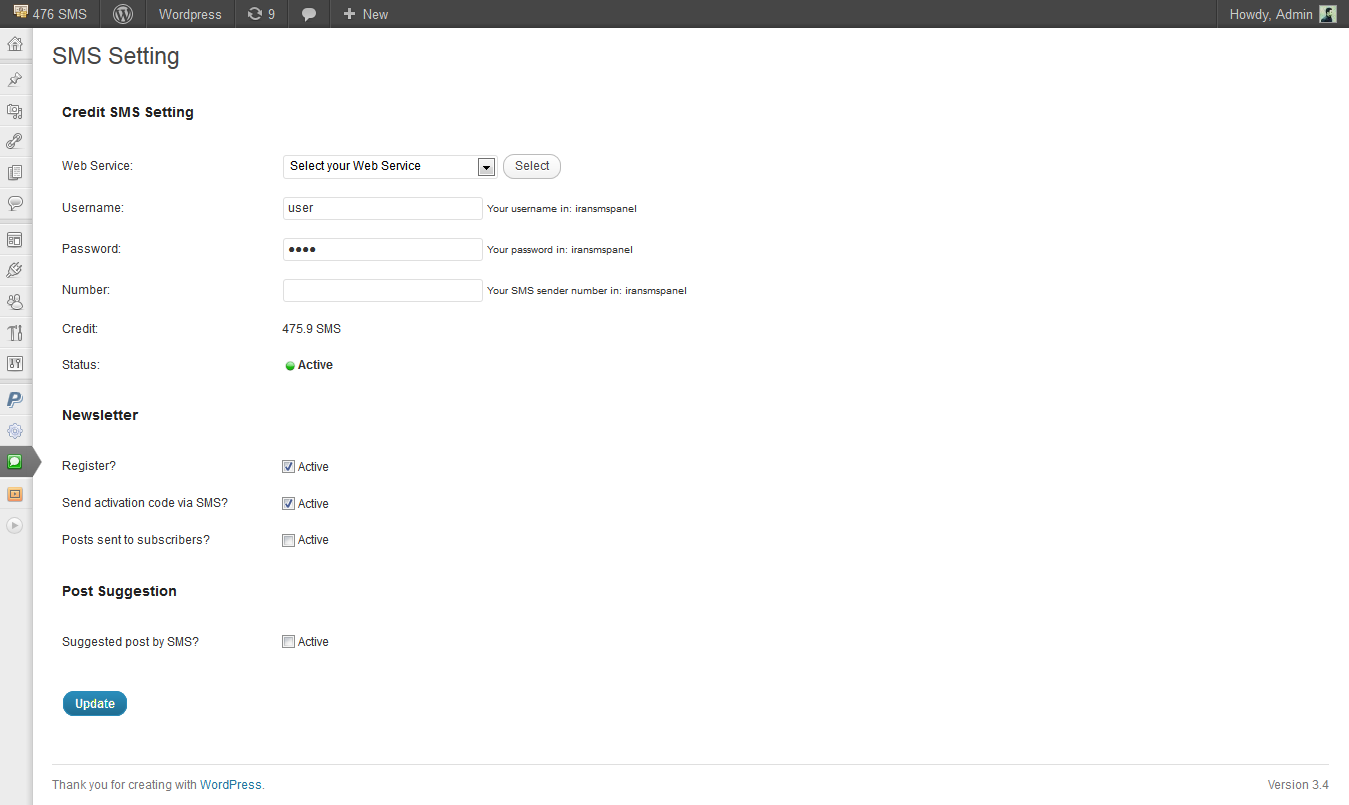 476 SMS Wordpress 9 New Howdy, Admin
SMS Setting
Credit SMS Setting
Web Service: Select your Web Service Select
Username: user Your username in: iransmspanel
Password: •••• Your password in: iransmspanel
Number: Your SMS sender number in: iransmspanel
Credit: 475.9 SMS
Status: Active
Newsletter
Register? Active
Send activation code via SMS? Active
Posts sent to subscribers? Active
Post Suggestion
Suggested post by SMS? Active
Update
Thank you for creating with WordPress. Version 3.4